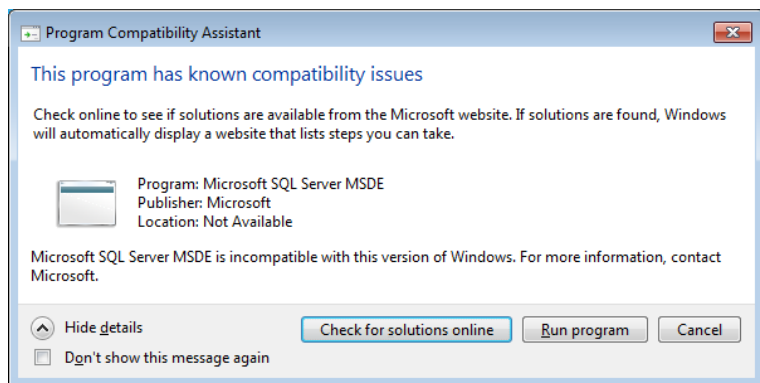 Program Compatibility Assistant
This program has known compatibility issues
Check online to see if solutions are available from the Microsoft website. If solutions are found, Windows
will automatically display a website that lists steps you can take.
Program: Microsoft SQL Server MSDE
Publisher: Microsoft
Location: Not Available
Microsoft SQL Server MSDE is incompatible with this version of Windows. For more information, contact
Microsoft.
Hide details
Check for solutions online
Run program
Cancel
Don't show this message again